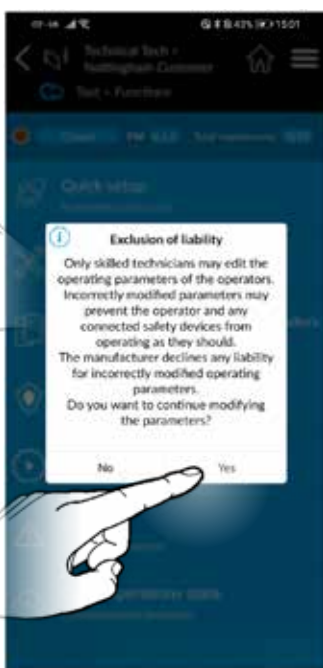 15:01
Technical Tech -
Nottingham Customer
Test - Functions
Quick setup
Exclusion of liability
Only skilled technicians may edit the
operating parameters of the operators.
Incorrectly modified parameters may
prevent the operator and any
connected safety devices from
operating as they should.
The manufacturer declines any liability
for incorrectly modified operating
parameters.
Do you want to continue modifying
the parameters?
No
Yes